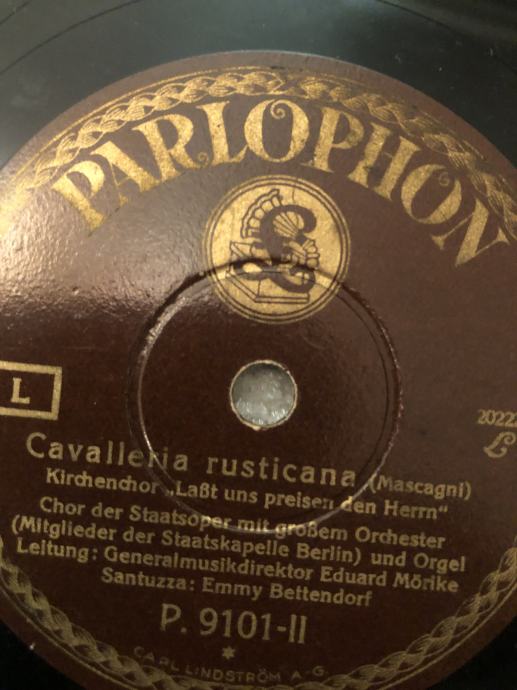 PARLOPHON
£
L
Cavalleria rusticana (Mascagni)
Kirchenchor „Laßt uns preisen den Herrn“
Chor der Staatsoper mit großem Orchester
(Mitglieder der Staatskapelle Berlin) und Orgel
Leitung: Generalmusikdirektor Eduard Mörike
Santuzza: Emmy Bettendorf
P. 9101-II
*
CARL LINDSTRÖM A.-G.